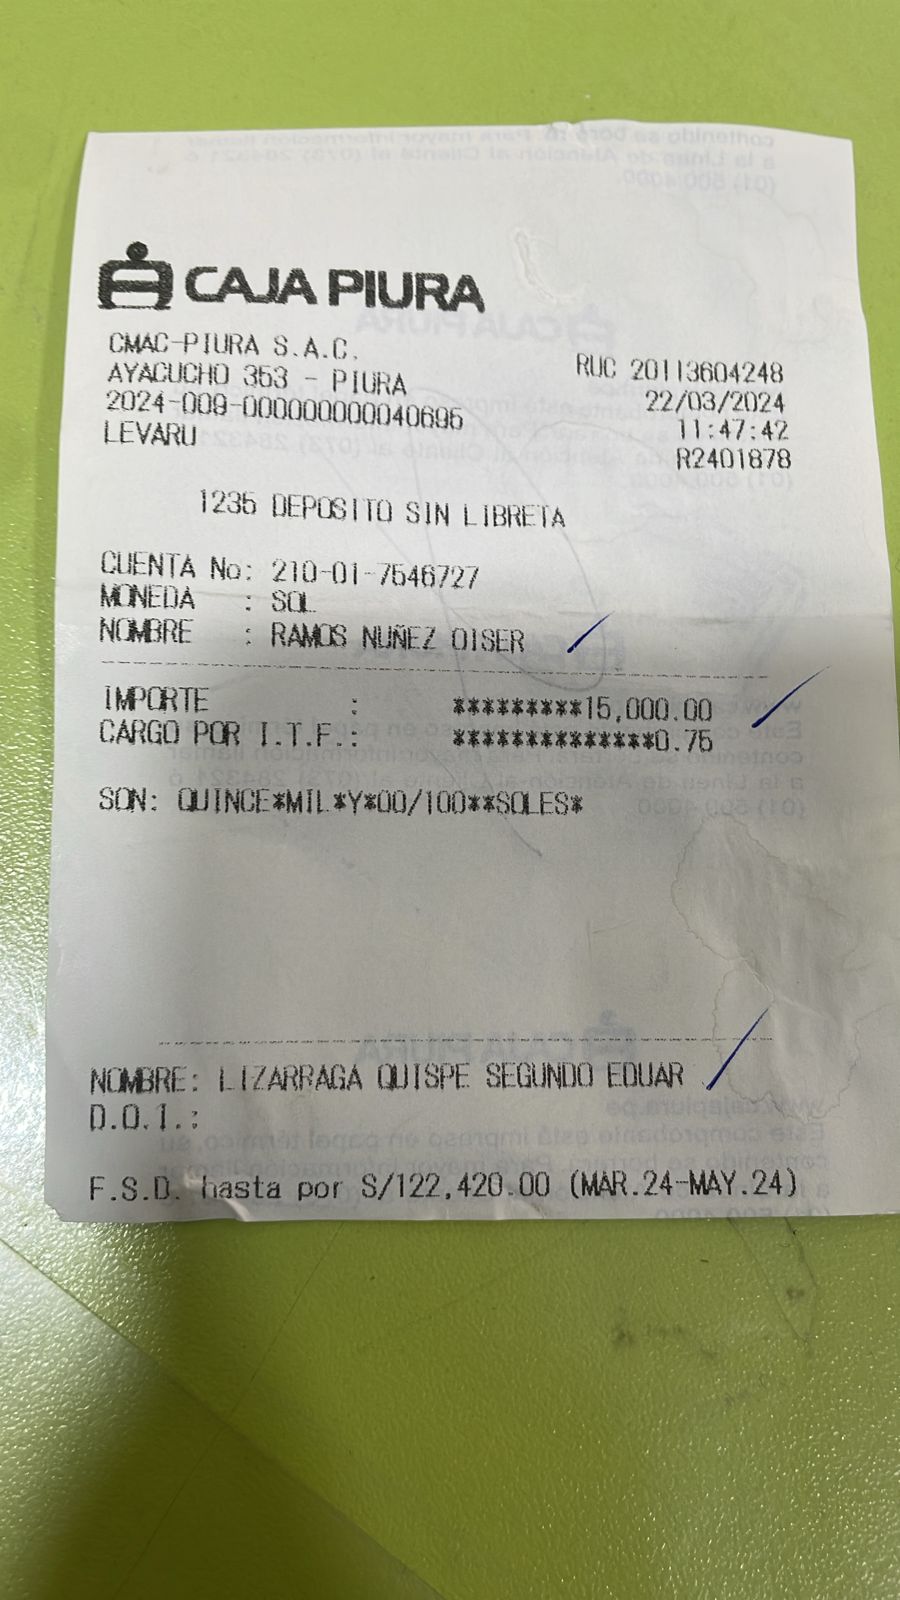 CAJA PIURA
CMAC-PIURA S.A.C.
AYACUCHO 353 - PIURA RUC 20113604248
2024-009-000000000040695 22/03/2024
LEVARU 11:47:42
R2401878
1235 DEPOSITO SIN LIBRETA
CUENTA No: 210-01-7546727
MONEDA : SOL
NOMBRE : RAMOS NUÑEZ OISER
IMPORTE : *********15,000.00
CARGO POR I.T.F.: **************0.75
SON: QUINCE*MIL*Y*00/100**SOLES*
NOMBRE: LIZARRAGA QUISPE SEGUNDO EDUAR
D.O.I.:
F.S.D. hasta por S/122,420.00 (MAR.24-MAY.24)